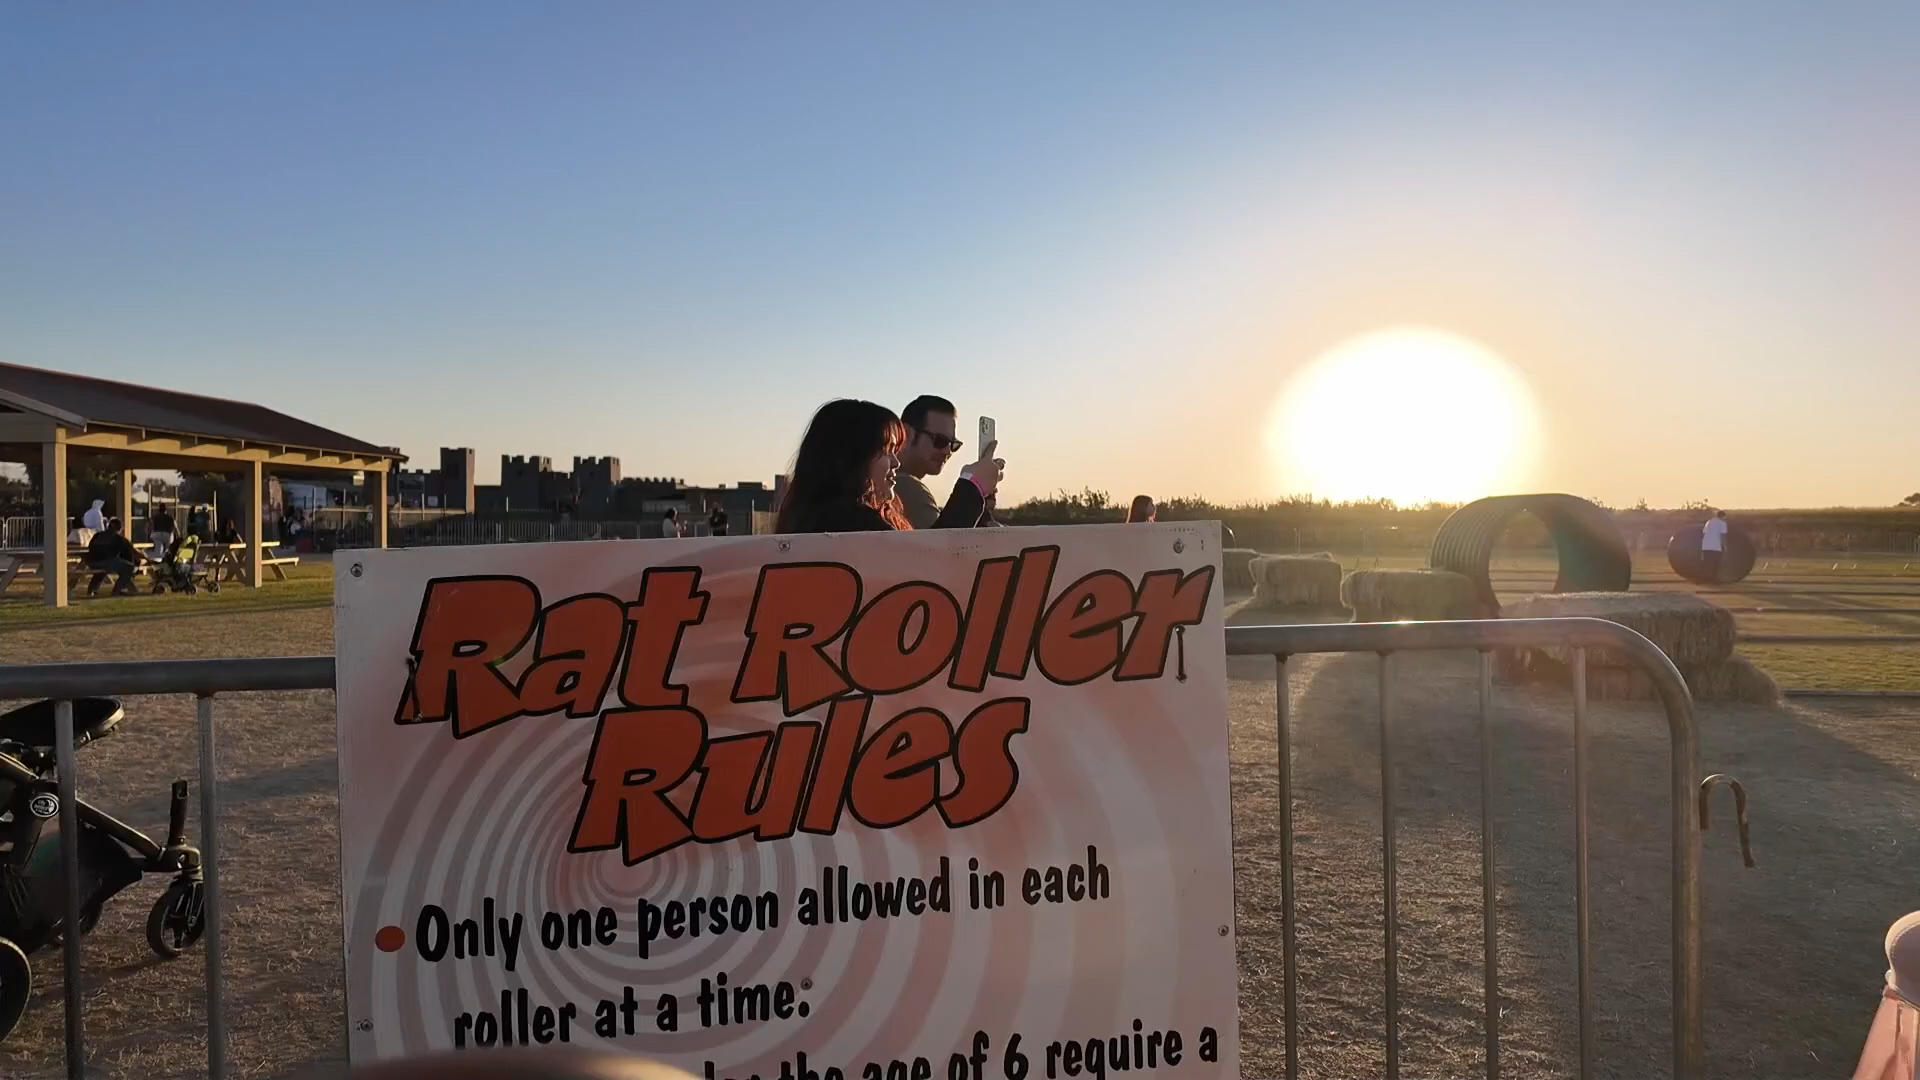 Rat Roller
Rules
Only one person allowed in each
roller at a time.
the age of 6 require a